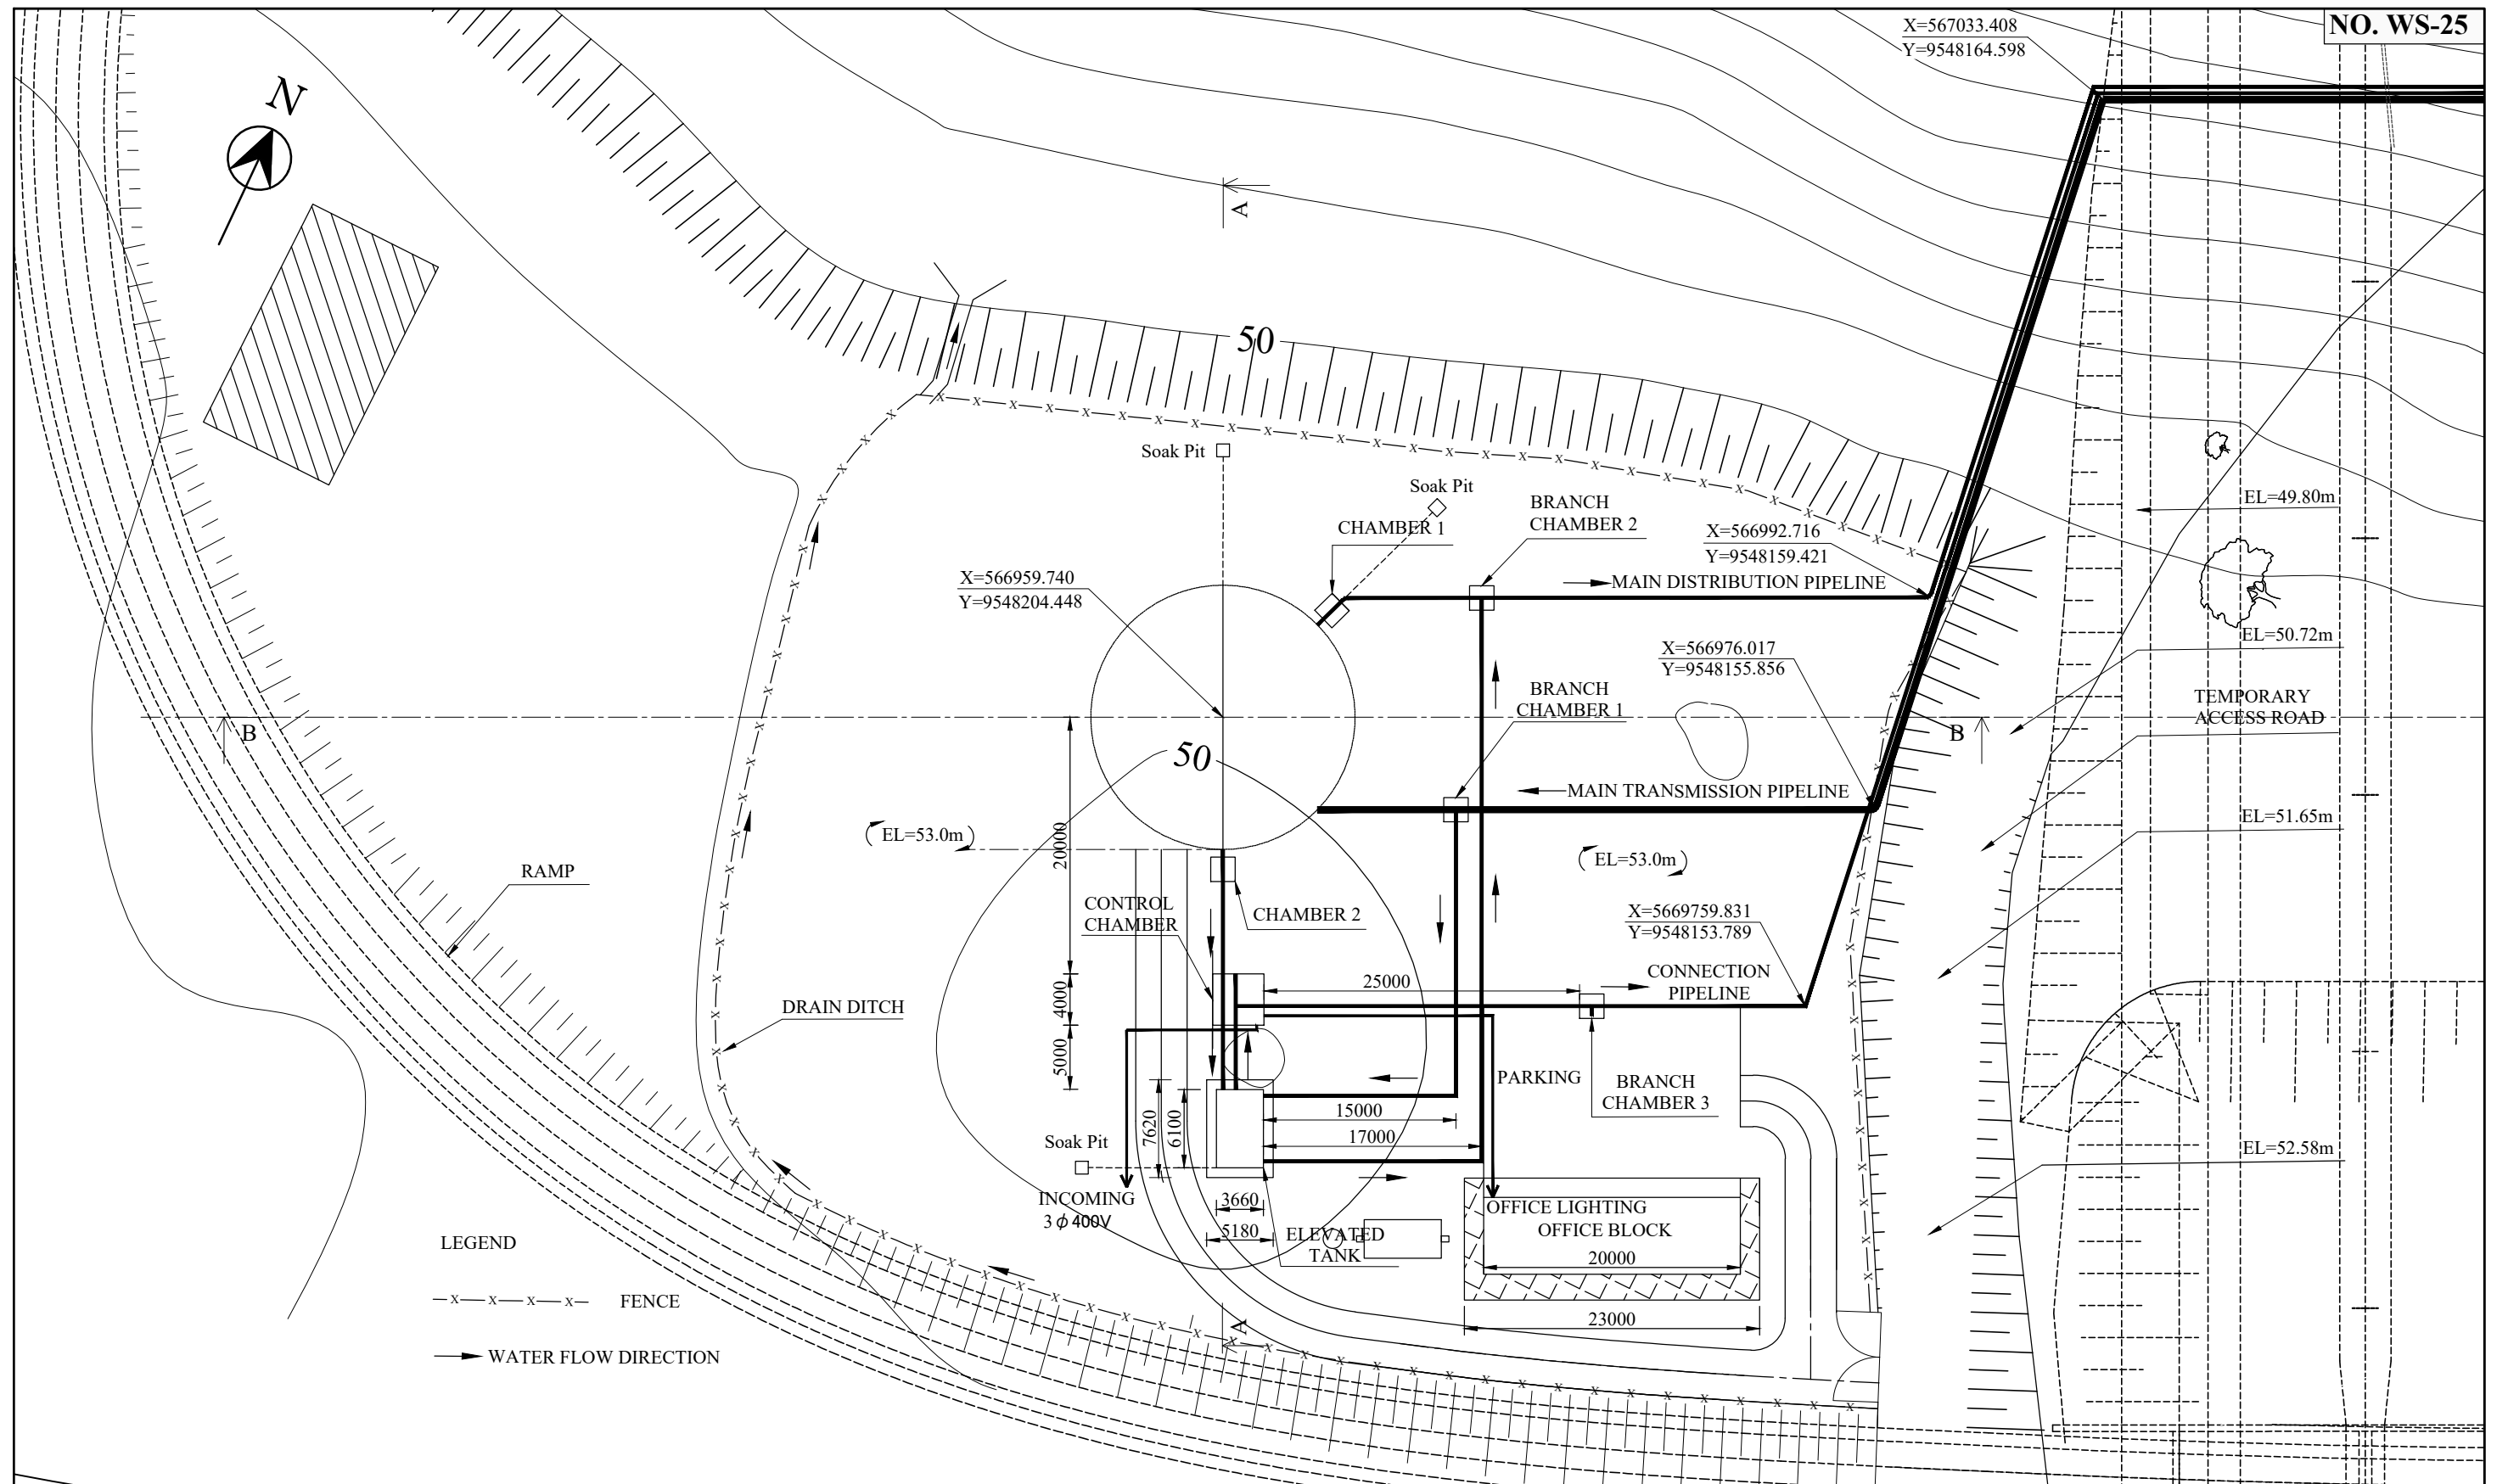 NO. WS-25
X=567033.408
Y=9548164.598
N
A
50
Soak Pit
Soak Pit
CHAMBER 1
BRANCH
CHAMBER 2
X=566992.716
Y=9548159.421
MAIN DISTRIBUTION PIPELINE
EL=49.80m
X=566959.740
Y=9548204.448
X=566976.017
Y=9548155.856
EL=50.72m
BRANCH
CHAMBER 1
TEMPORARY
ACCESS ROAD
B
B
50
MAIN TRANSMISSION PIPELINE
EL=51.65m
EL=53.0m
EL=53.0m
20000
RAMP
CONTROL
CHAMBER
CHAMBER 2
X=5669759.831
Y=9548153.789
25000
CONNECTION
PIPELINE
4000
DRAIN DITCH
5000
PARKING
BRANCH
CHAMBER 3
15000
17000
7620
6100
Soak Pit
EL=52.58m
INCOMING
3 ϕ 400V
3660
5180
ELEVATED
TANK
OFFICE LIGHTING
OFFICE BLOCK
20000
23000
A
LEGEND
x x x x FENCE
WATER FLOW DIRECTION